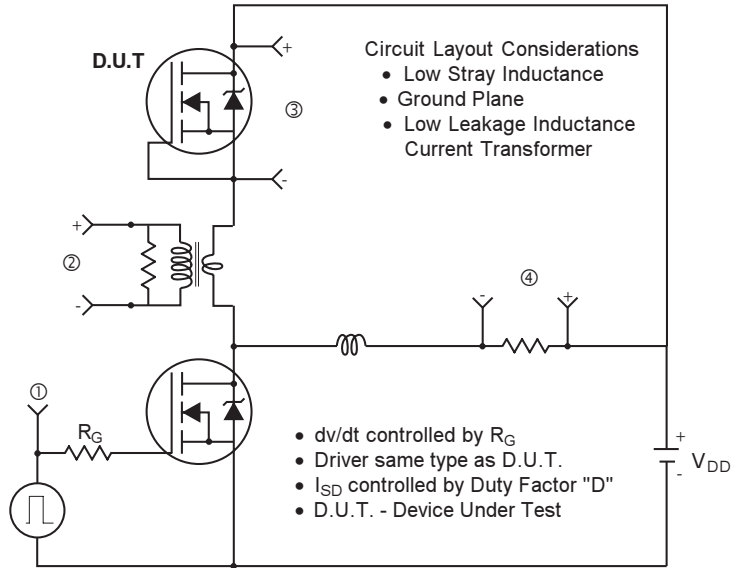 D.U.T
+
③
-
Circuit Layout Considerations
• Low Stray Inductance
• Ground Plane
• Low Leakage Inductance
Current Transformer
+
②
-
④
- +
①
R_G
• dv/dt controlled by R_G
• Driver same type as D.U.T.
• I_SD controlled by Duty Factor "D"
• D.U.T. - Device Under Test
+
V_DD
-